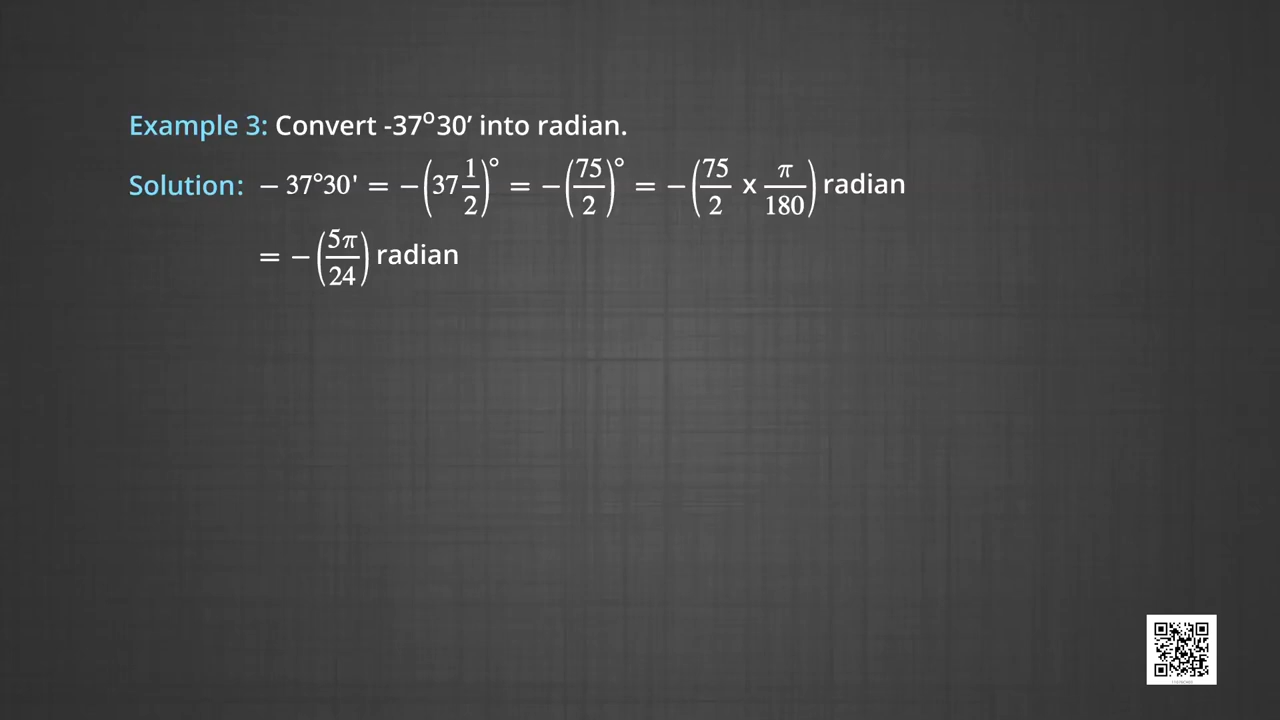 Example 3: Convert -37°30’ into radian.
Solution: − 37°30' = −(37 1/2)° = −(75/2)° = −(75/2 x π/180) radian
= −(5π/24) radian